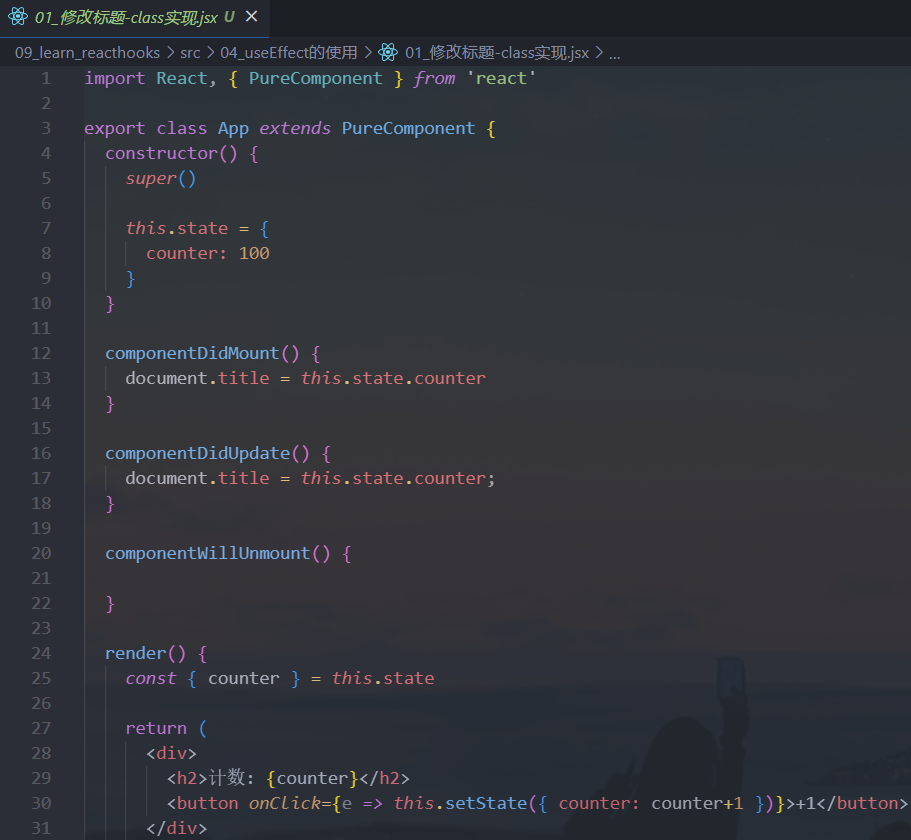 01_修改标题-class实现.jsx U ×
09_learn_reacthooks > src > 04_useEffect的使用 > 01_修改标题-class实现.jsx > ...
1 import React, { PureComponent } from 'react'
2
3 export class App extends PureComponent {
4   constructor() {
5     super()
6
7     this.state = {
8       counter: 100
9     }
10   }
11
12   componentDidMount() {
13     document.title = this.state.counter
14   }
15
16   componentDidUpdate() {
17     document.title = this.state.counter;
18   }
19
20   componentWillUnmount() {
21
22   }
23
24   render() {
25     const { counter } = this.state
26
27     return (
28       <div>
29         <h2>计数: {counter}</h2>
30         <button onClick={e => this.setState({ counter: counter+1 })}>+1</button>
31       </div>